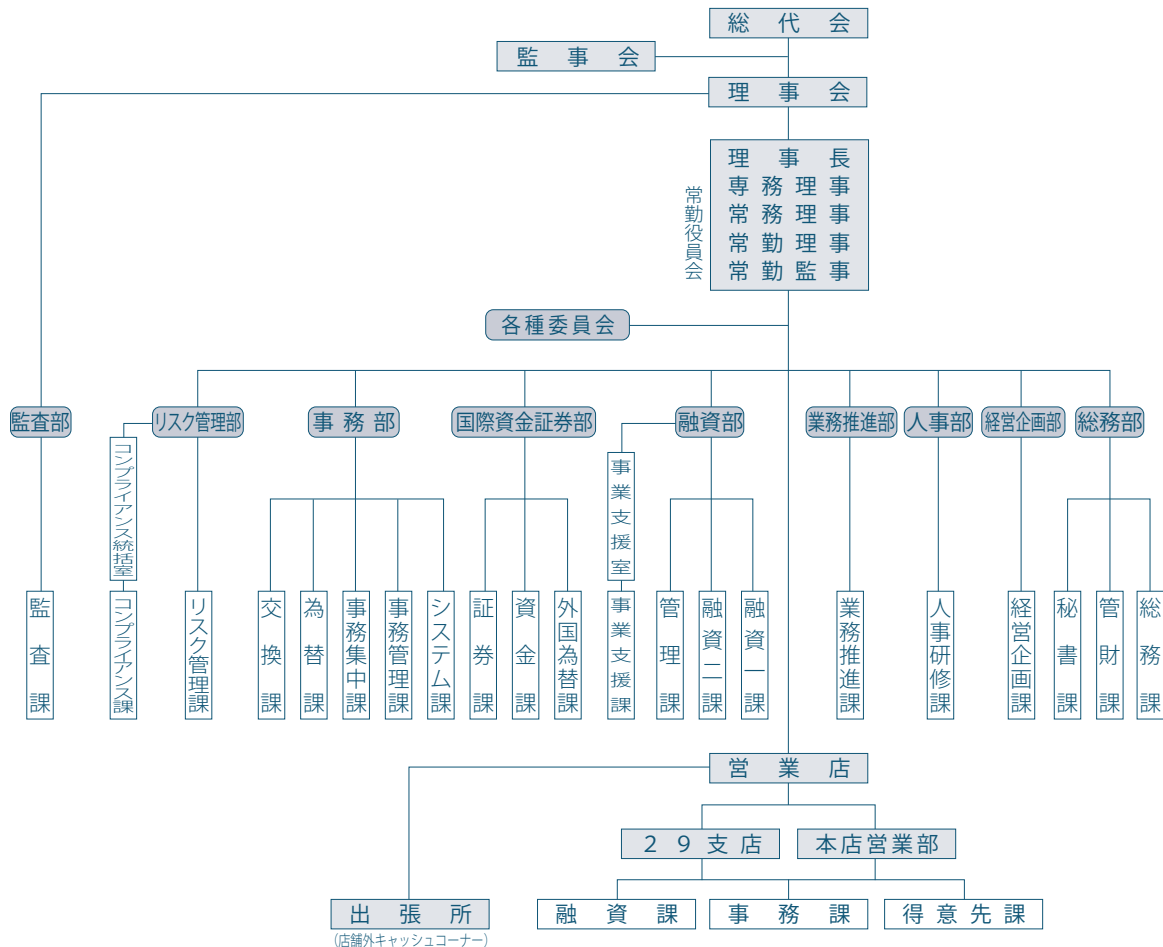 総代会
監事会
理事会
理事長
専務理事
常務理事
常勤理事
常勤監事
常勤役員会
各種委員会
監査部
リスク管理部
事務部
国際資金証券部
融資部
業務推進部
人事部
経営企画部
総務部
コンプライアンス統括室
事業支援室
監査課
コンプライアンス課
リスク管理課
交換課
為替課
事務集中課
事務管理課
システム課
証券課
資金課
外国為替課
事業支援課
管理課
融資二課
融資一課
業務推進課
人事研修課
経営企画課
秘書課
管財課
総務課
営業店
29支店
本店営業部
出張所
(店舗外キャッシュコーナー)
融資課
事務課
得意先課